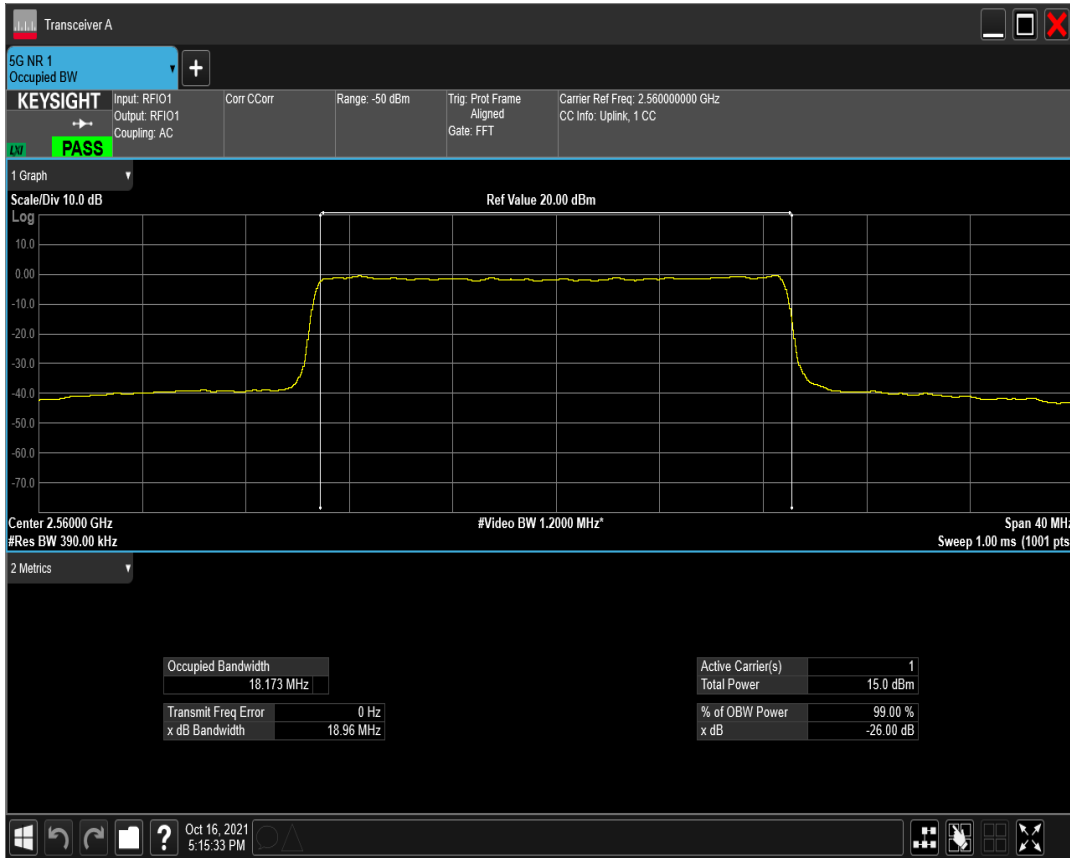 Transceiver A
5G NR 1
Occupied BW
KEYSIGHT
LXI
PASS
Input: RFIO1
Output: RFIO1
Coupling: AC
Corr CCorr
Range: -50 dBm
Trig: Prot Frame
Aligned
Gate: FFT
Carrier Ref Freq: 2.560000000 GHz
CC Info: Uplink, 1 CC
1 Graph
Scale/Div 10.0 dB
Ref Value 20.00 dBm
Log
10.0
0.00
-10.0
-20.0
-30.0
-40.0
-50.0
-60.0
-70.0
Center 2.56000 GHz
#Video BW 1.2000 MHz*
Span 40 MHz
#Res BW 390.00 kHz
Sweep 1.00 ms (1001 pts
2 Metrics
Occupied Bandwidth
18.173 MHz
Transmit Freq Error 0 Hz
x dB Bandwidth 18.96 MHz
Active Carrier(s) 1
Total Power 15.0 dBm
% of OBW Power 99.00 %
x dB -26.00 dB
?
Oct 16, 2021
5:15:33 PM